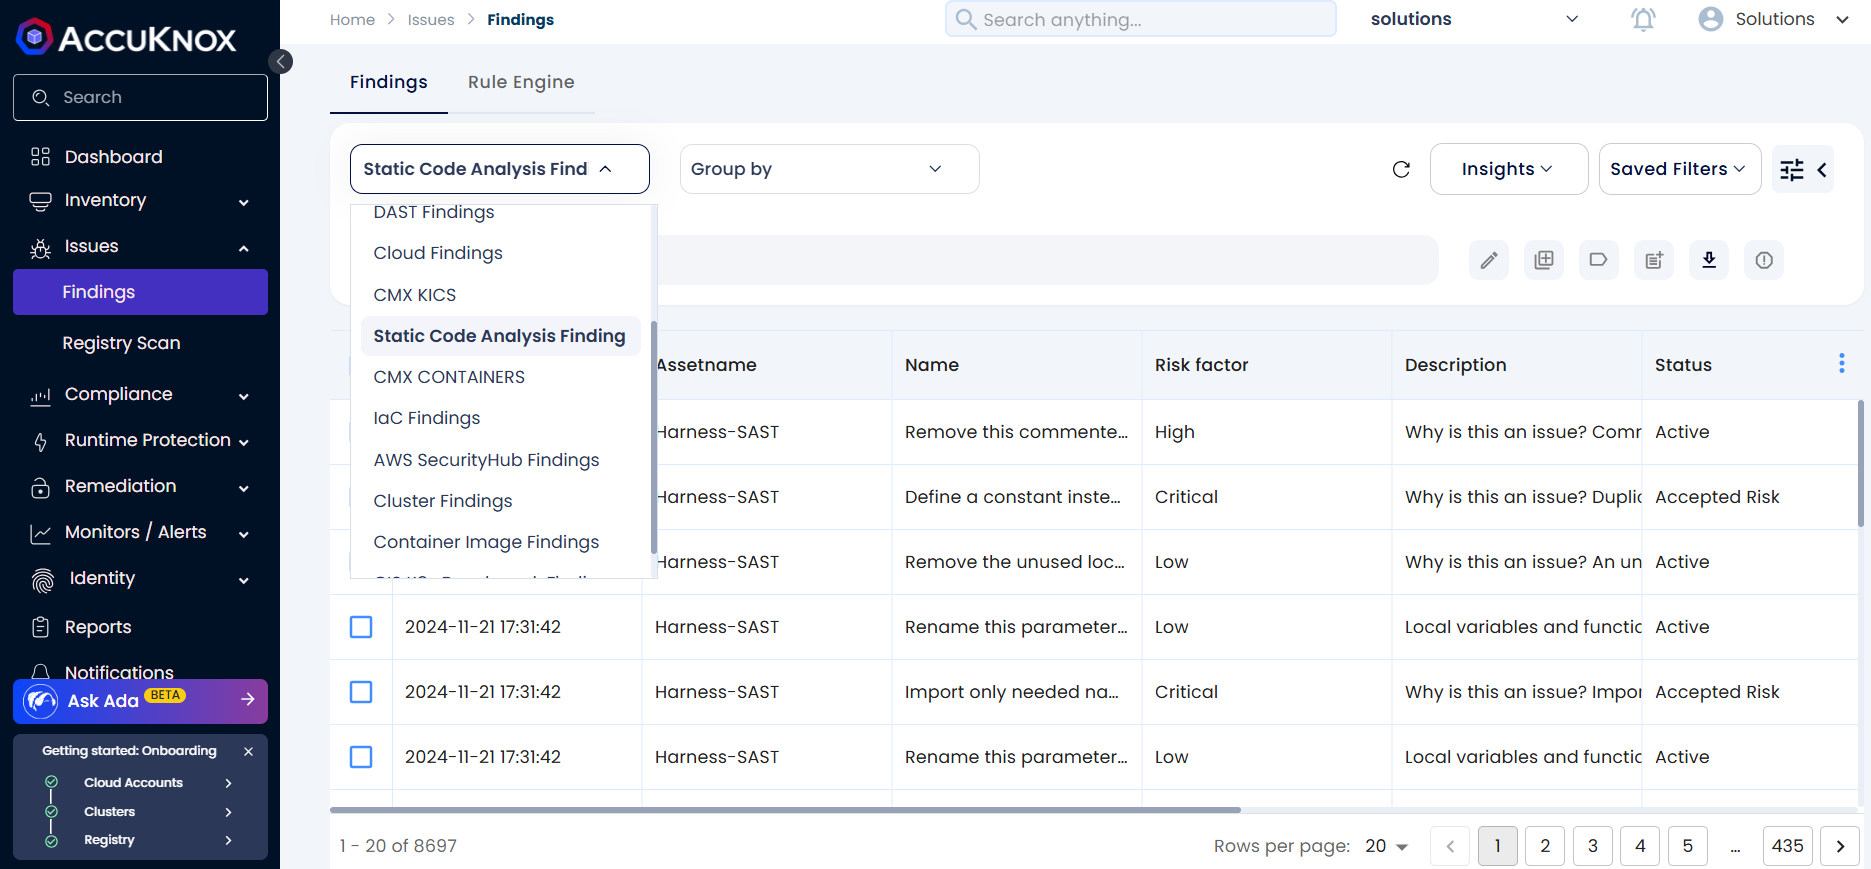 ACCUKNOX
Search
Dashboard
Inventory
Issues
Findings
Registry Scan
Compliance
Runtime Protection
Remediation
Monitors / Alerts
Identity
Reports
Notifications
Ask Ada BETA
Getting started: Onboarding
Cloud Accounts
Clusters
Registry
Home > Issues > Findings
Search anything...
solutions
Solutions
Findings Rule Engine
Static Code Analysis Find
Group by
Insights
Saved Filters
DAST Findings
Cloud Findings
CMX KICS
Static Code Analysis Finding
CMX CONTAINERS
IaC Findings
AWS SecurityHub Findings
Cluster Findings
Container Image Findings
Assetname Name Risk factor Description Status
Harness-SAST Remove this commente... High Why is this an issue? Comr Active
Harness-SAST Define a constant inste... Critical Why is this an issue? Duplic Accepted Risk
Harness-SAST Remove the unused loc... Low Why is this an issue? An un Active
2024-11-21 17:31:42 Harness-SAST Rename this parameter... Low Local variables and functic Active
2024-11-21 17:31:42 Harness-SAST Import only needed na... Critical Why is this an issue? Impor Accepted Risk
2024-11-21 17:31:42 Harness-SAST Rename this parameter... Low Local variables and functic Active
1 - 20 of 8697
Rows per page: 20
< 1 2 3 4 5 ... 435 >